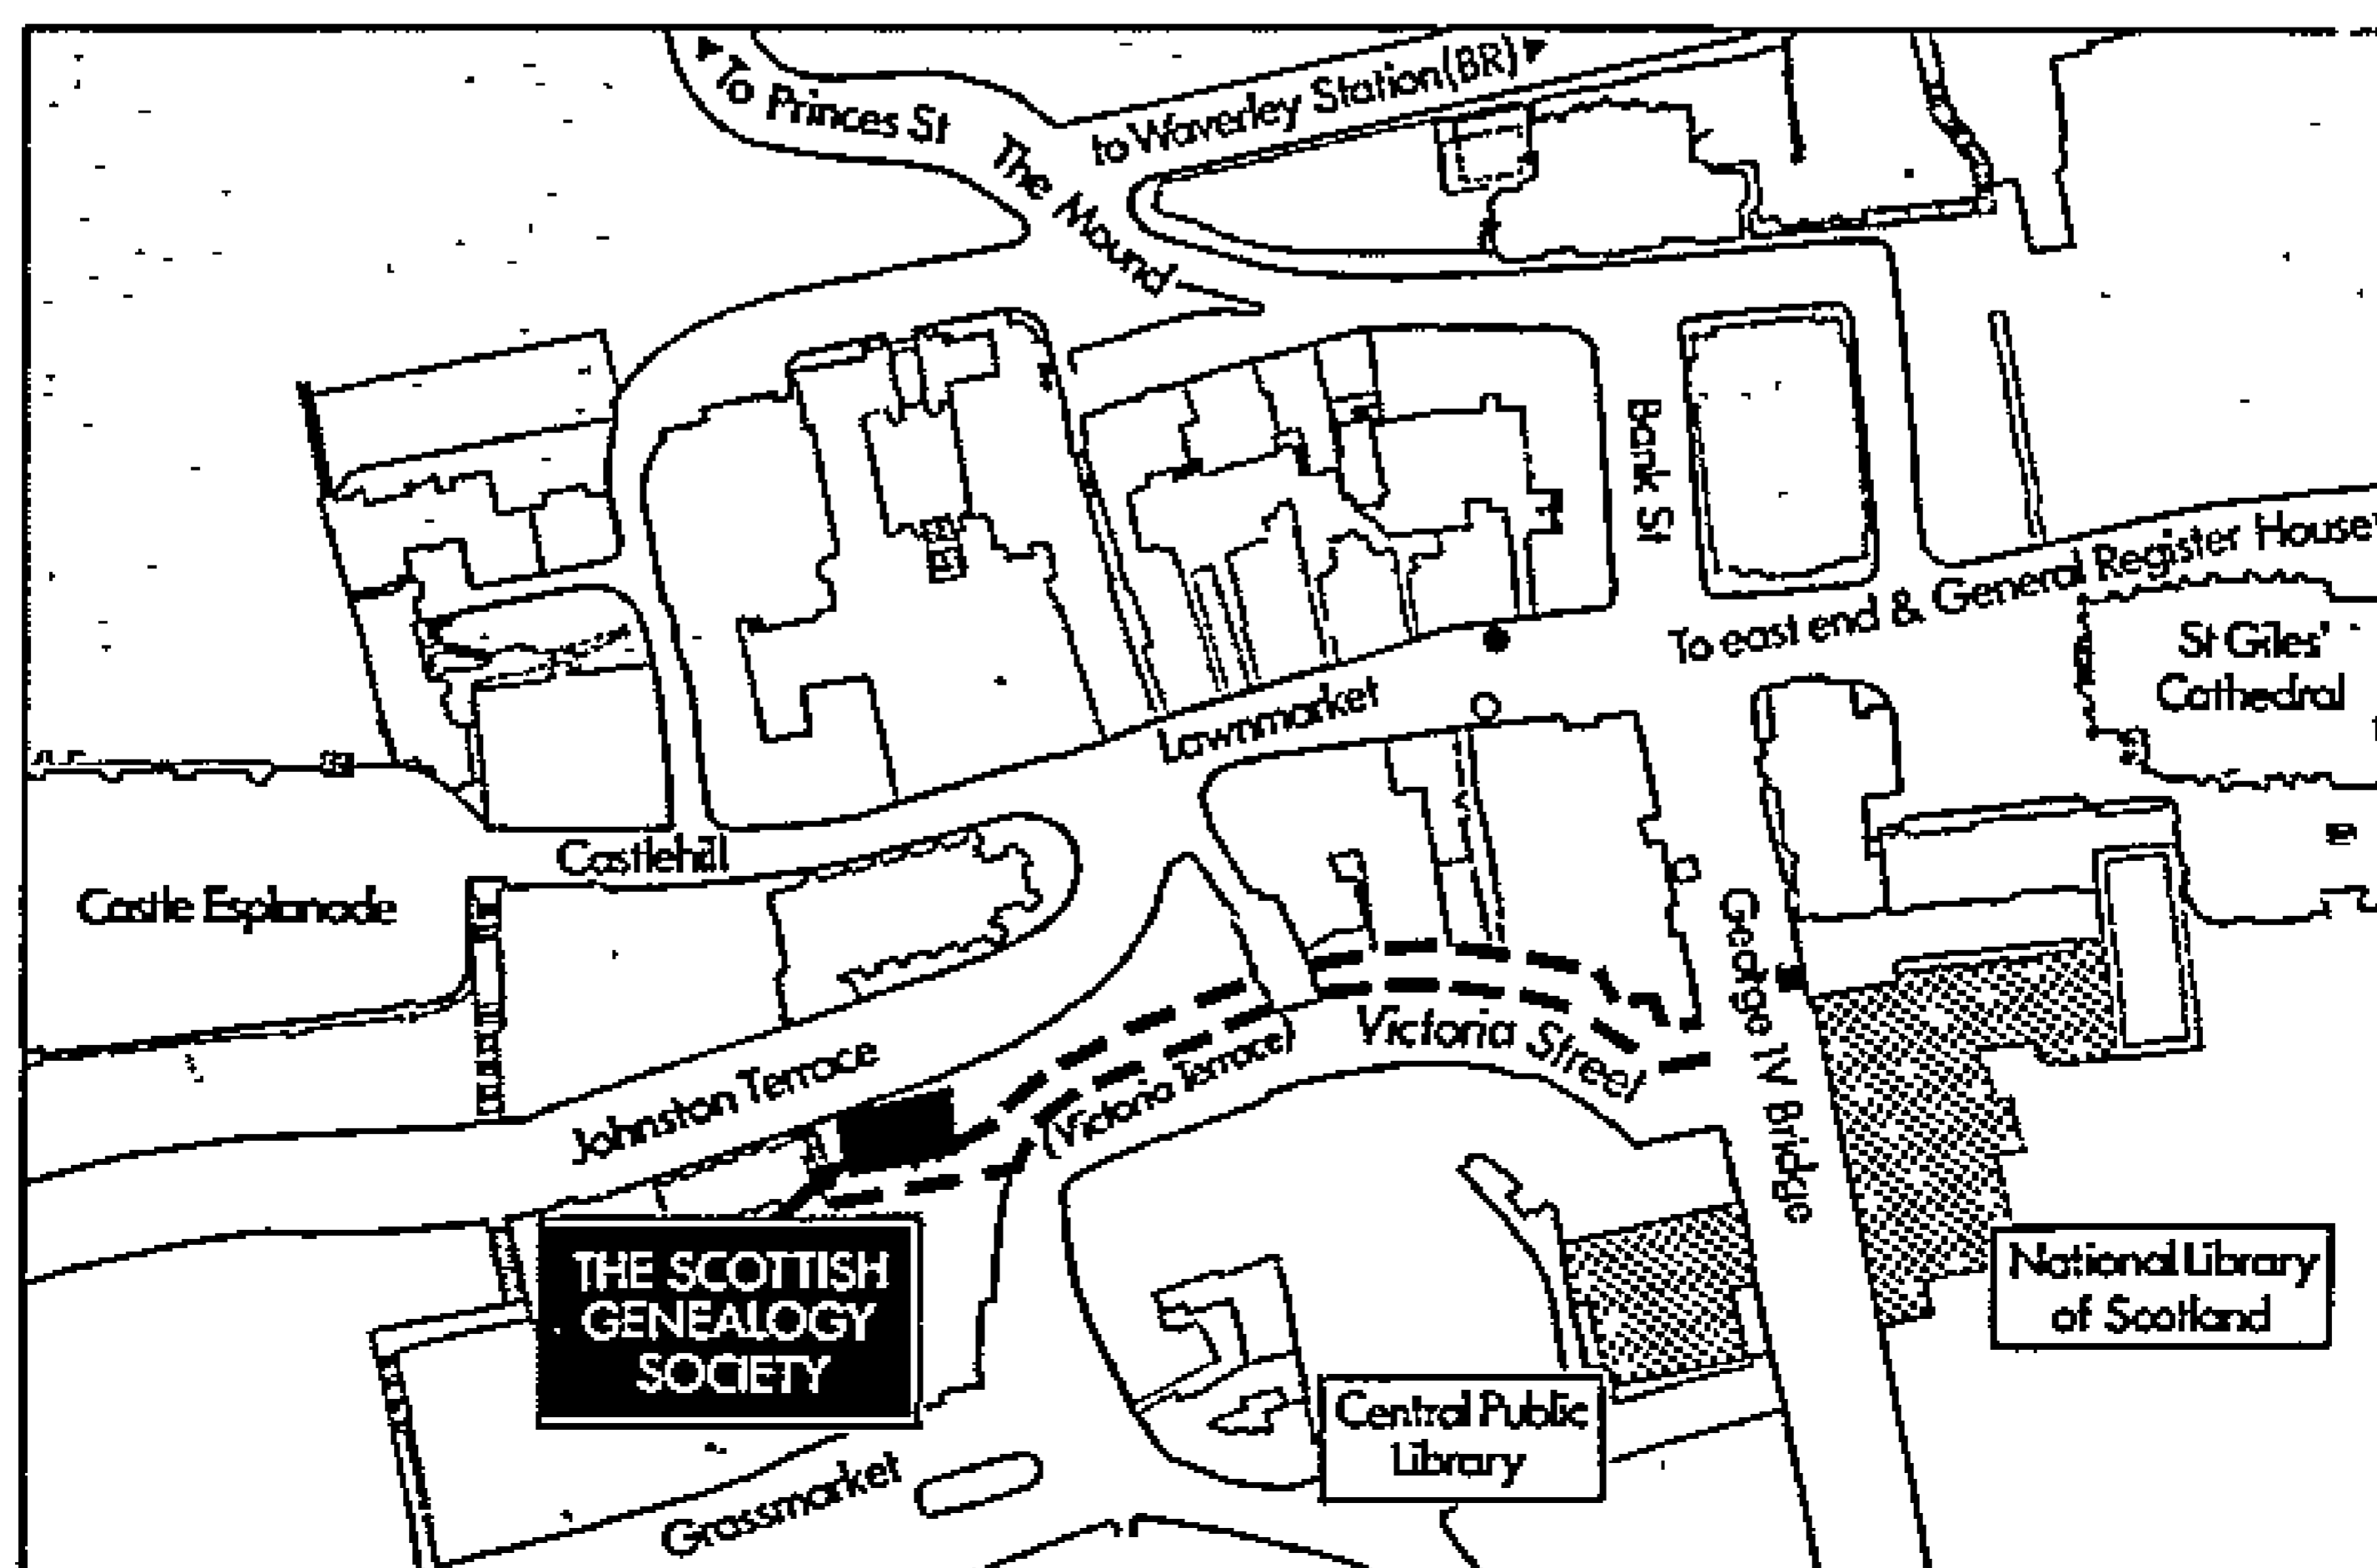 To Princes St
to Waverley Station (BR)
The Mound
Bank St
To east end & General Register House
St Giles'
Cathedral
Lawnmarket
Castlehill
Castle Esplanade
George IV Bridge
Victoria Street
(Victoria Terrace)
Johnston Terrace
THE SCOTTISH
GENEALOGY
SOCIETY
National Library
of Scotland
Central Public
Library
Grassmarket